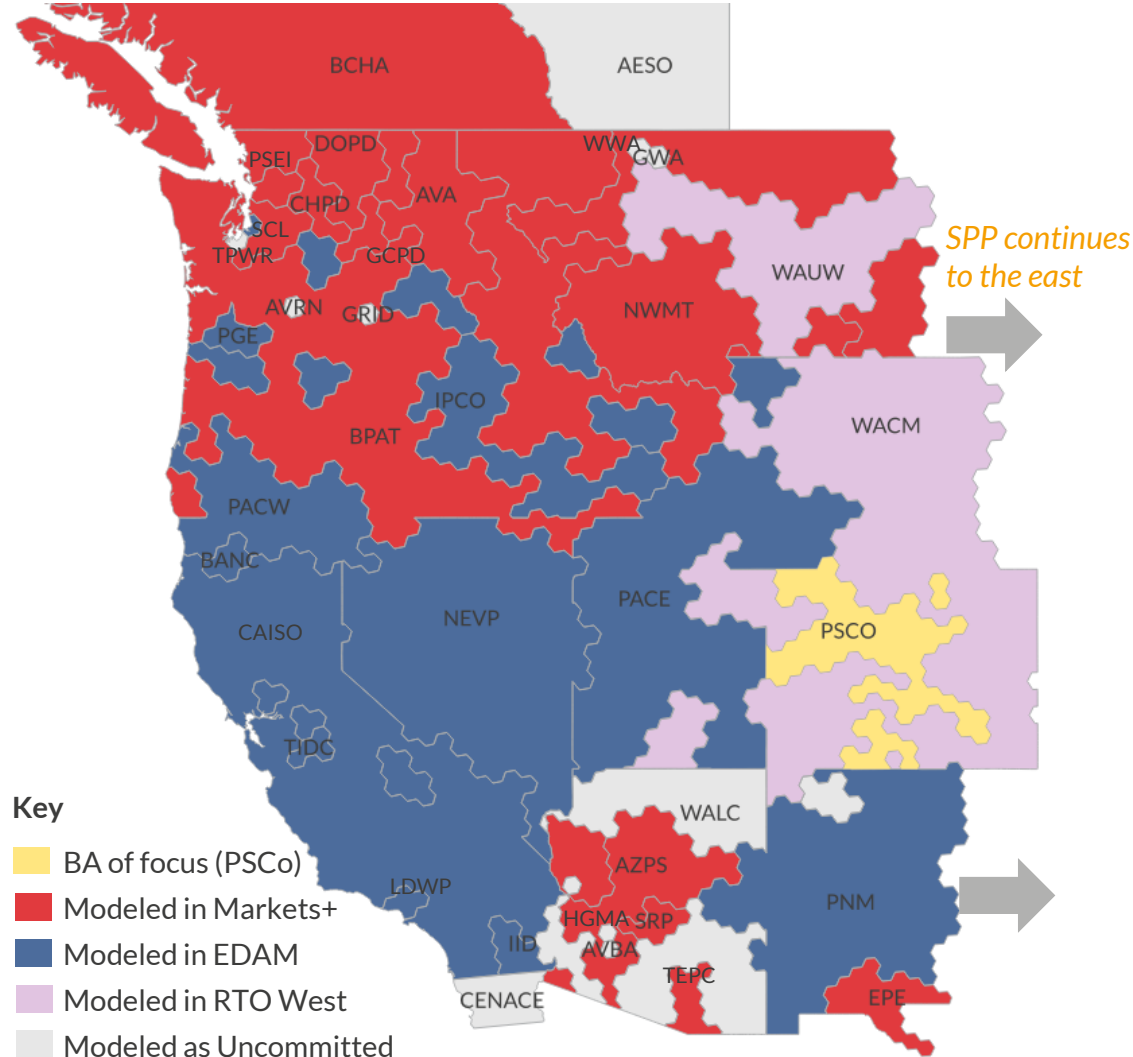 BCHA
AESO
WWA
DOPD
GWA
PSEI
AVA
CHPD
SCL
TPWR
GCPD
SPP continues
to the east
WAUW
AVRN
GRID
NWMT
PGE
IPCO
WACM
BPAT
PACW
BANC
PACE
NEVP
CAISO
PSCO
TIDC
Key
WALC
BA of focus (PSCo)
AZPS
LDWP
Modeled in Markets+
HGMA
SRP
PNM
Modeled in EDAM
IID
AVBA
TEPC
Modeled in RTO West
CENACE
EPE
Modeled as Uncommitted